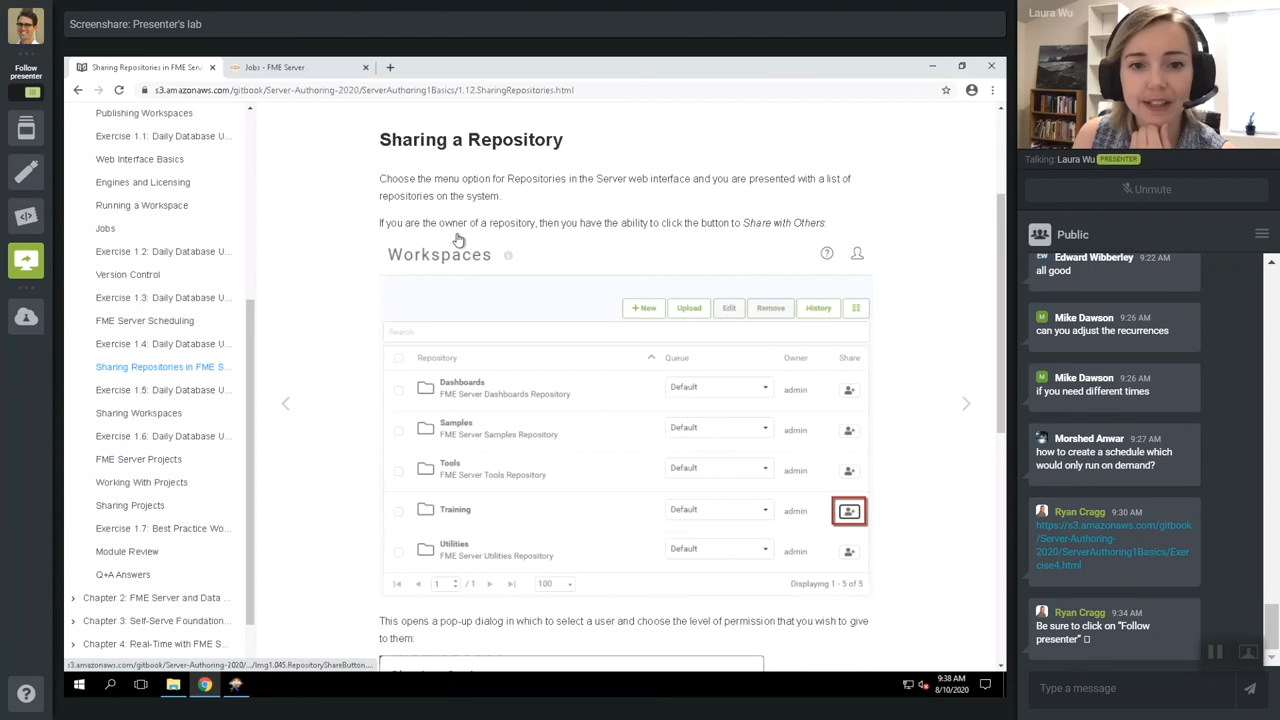 Screenshare: Presenter's lab
Follow
presenter
Sharing Repositories in FME Serv
Jobs - FME Server
s3.amazonaws.com/gitbook/Server-Authoring-2020/ServerAuthoring1Basics/1.12.SharingRepositories.html
Publishing Workspaces
Exercise 1.1: Daily Database U...
Web Interface Basics
Engines and Licensing
Running a Workspace
Jobs
Exercise 1.2: Daily Database U...
Version Control
Exercise 1.3: Daily Database U...
FME Server Scheduling
Exercise 1.4: Daily Database U...
Sharing Repositories in FME S...
Exercise 1.5: Daily Database U...
Sharing Workspaces
Exercise 1.6: Daily Database U...
FME Server Projects
Working With Projects
Sharing Projects
Exercise 1.7: Best Practice Wo...
Module Review
Q+A Answers
Chapter 2: FME Server and Data ...
Chapter 3: Self-Serve Foundation...
Chapter 4: Real-Time with FME S...
s3.amazonaws.com/gitbook/Server-Authoring-2020/.../Img1.045.RepositoryShareButton....
Sharing a Repository
Choose the menu option for Repositories in the Server web interface and you are presented with a list of
repositories on the system.
If you are the owner of a repository, then you have the ability to click the button to Share with Others:
Workspaces
+ New Upload Edit Remove History
Search
Repository Queue Owner Share
Dashboards
FME Server Dashboards Repository
Default admin
Samples
FME Server Samples Repository
Default admin
Tools
FME Server Tools Repository
Default admin
Training
Default admin
Utilities
FME Server Utilities Repository
Default admin
1 / 1 100 Displaying 1 - 5 of 5
This opens a pop-up dialog in which to select a user and choose the level of permission that you wish to give
to them:
9:38 AM
8/10/2020
Laura Wu
Talking: Laura Wu PRESENTER
Unmute
Public
EW Edward Wibberley 9:22 AM
all good
M Mike Dawson 9:26 AM
can you adjust the recurrences
M Mike Dawson 9:26 AM
if you need different times
Morshed Anwar 9:27 AM
how to create a schedule which
would only run on demand?
Ryan Cragg 9:30 AM
https://s3.amazonaws.com/gitbook
/Server-Authoring-
2020/ServerAuthoring1Basics/Exer
cise4.html
Ryan Cragg 9:34 AM
Be sure to click on "Follow
presenter"
Type a message